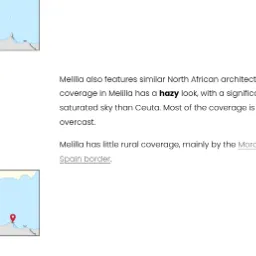 Melilla also features similar North African architect
coverage in Melilla has a hazy look, with a significa
saturated sky than Ceuta. Most of the coverage is
overcast.
Melilla has little rural coverage, mainly by the Moro
Spain border.